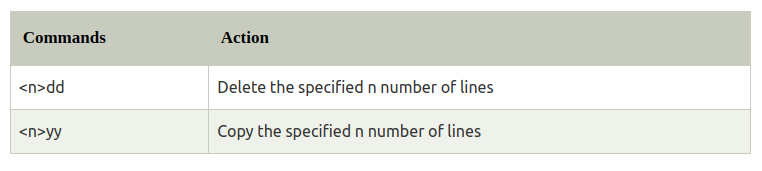 Commands Action
<n>dd Delete the specified n number of lines
<n>yy Copy the specified n number of lines